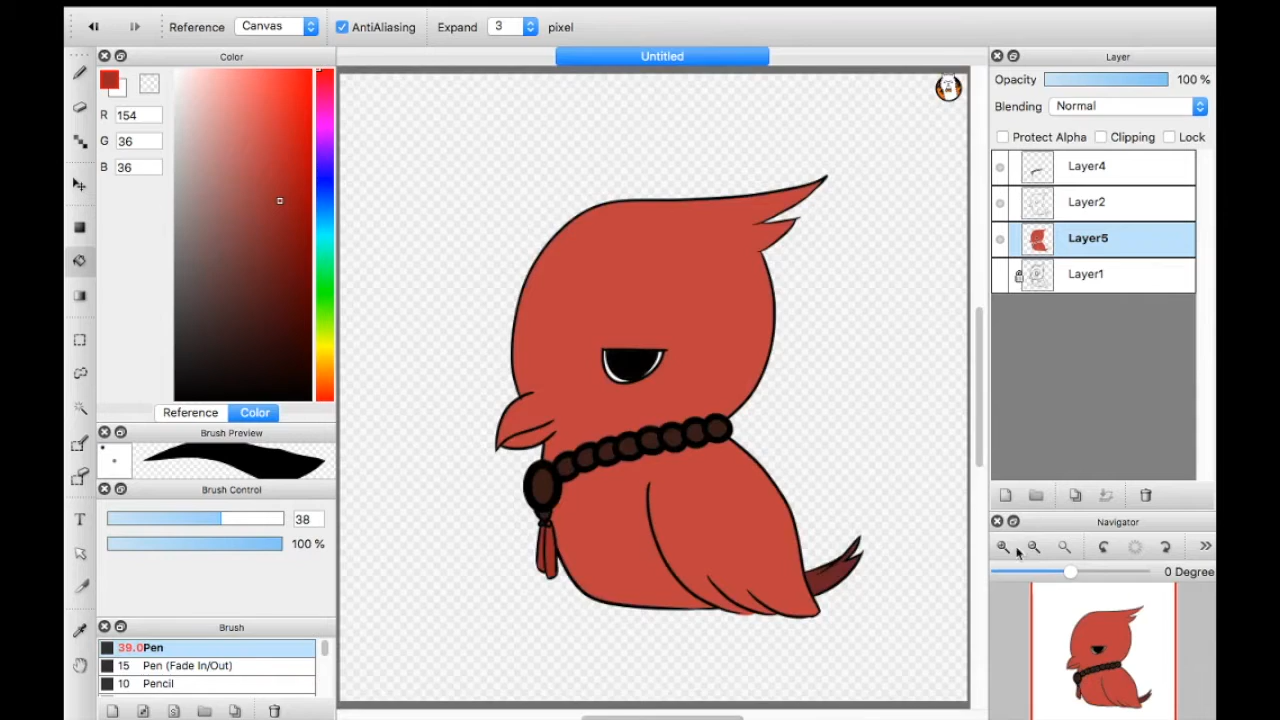 Reference Canvas AntiAliasing Expand 3 pixel
Color
Untitled
Layer
R 154
G 36
B 36
Opacity 100 %
Blending Normal
Protect Alpha Clipping Lock
Layer4
Layer2
Layer5
Layer1
Reference Color
Brush Preview
Brush Control
38
100 %
T
Navigator
0 Degree
Brush
39.0 Pen
15 Pen (Fade In/Out)
10 Pencil